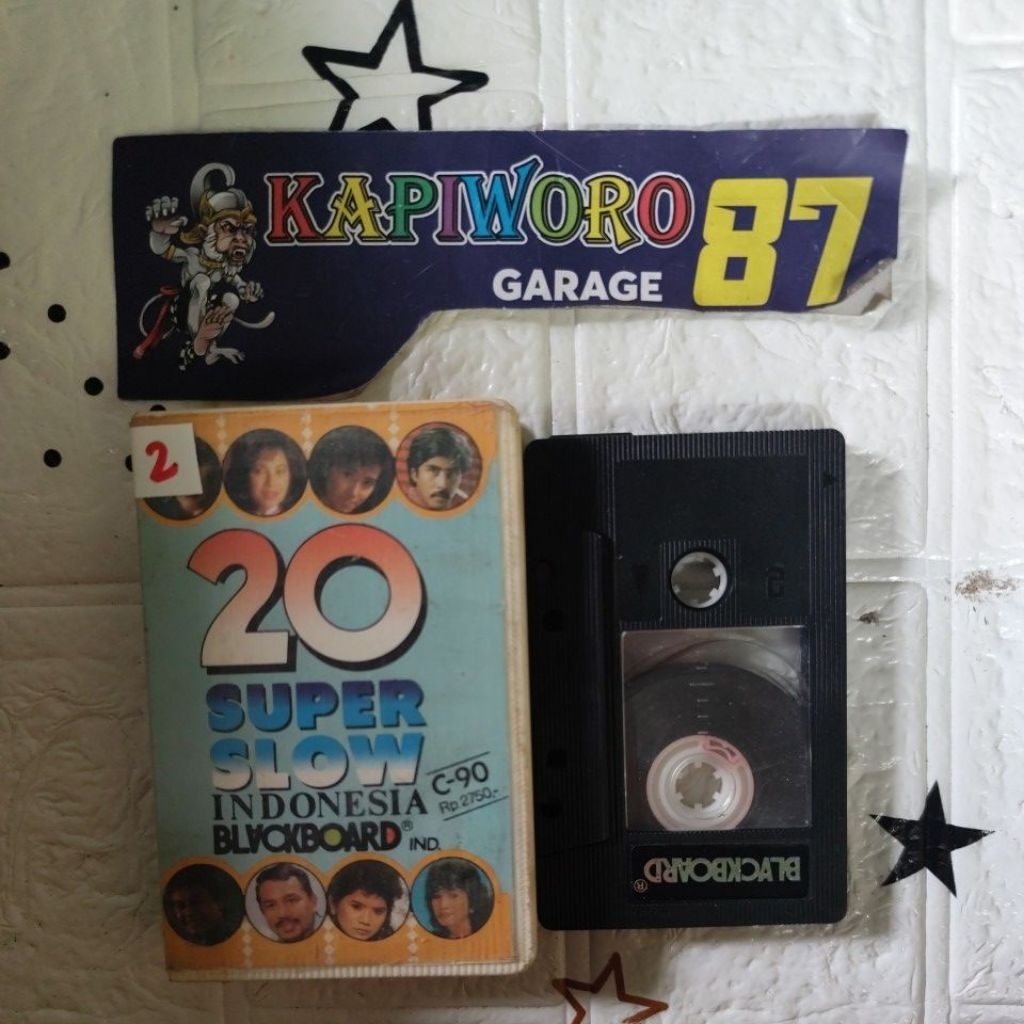 KAPIWORO 87
GARAGE
2
20
SUPER
SLOW
INDONESIA
C-90
Rp. 2750,-
BLACKBOARD® IND.
BLACKBOARD
®